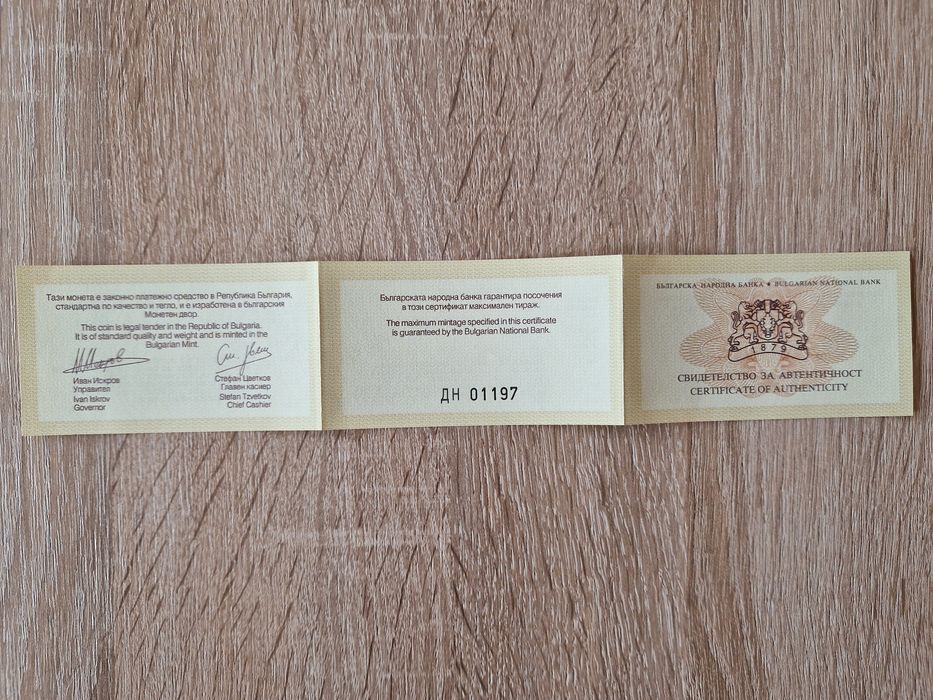 Тази монета е законно платежно средство в Република България,
стандартна по качество и тегло, и е изработена в българския
Монетен двор.
This coin is legal tender in the Republic of Bulgaria.
It is of standard quality and weight and is minted in the
Bulgarian Mint.
Иван Искров
Управител
Ivan Iskrov
Governor
Стефан Цветков
Главен касиер
Stefan Tzvetkov
Chief Cashier
Българската народна банка гарантира посочения
в този сертификат максимален тираж.
The maximum mintage specified in this certificate
is guaranteed by the Bulgarian National Bank.
ДН 01197
БЪЛГАРСКА НАРОДНА БАНКА ★ BULGARIAN NATIONAL BANK
1879
СВИДЕТЕЛСТВО ЗА АВТЕНТИЧНОСТ
CERTIFICATE OF AUTHENTICITY